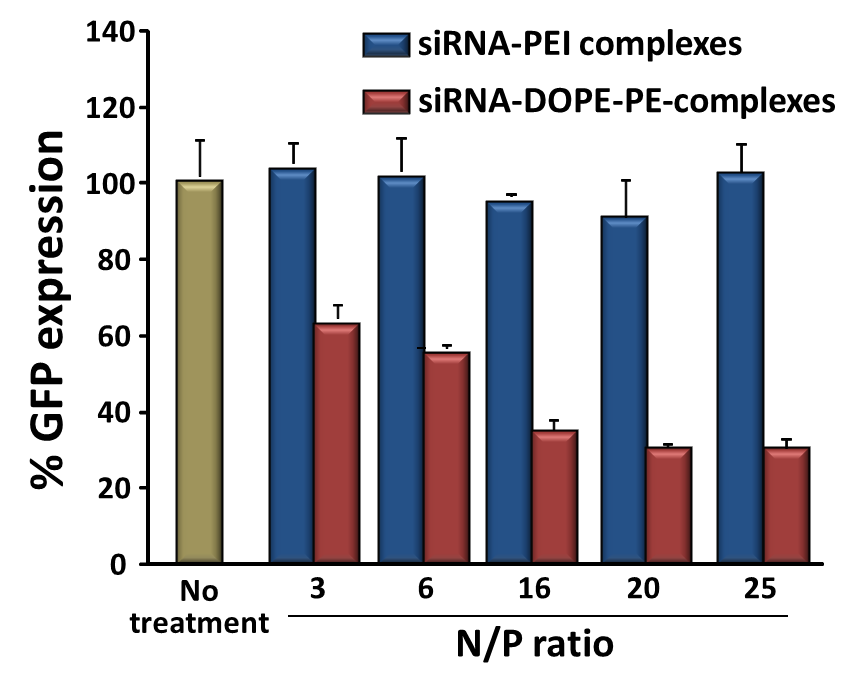 siRNA-PEI complexes
siRNA-DOPE-PE-complexes
% GFP expression
140
120
100
80
60
40
20
0
No
treatment
3 6 16 20 25
N/P ratio